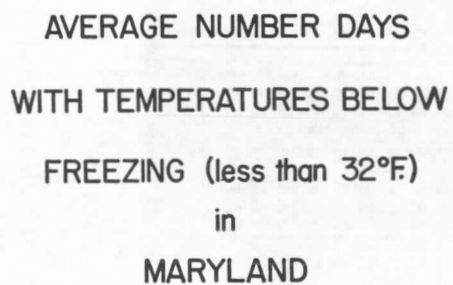 AVERAGE NUMBER DAYS
WITH TEMPERATURES BELOW
FREEZING (less than 32°F.)
in
MARYLAND